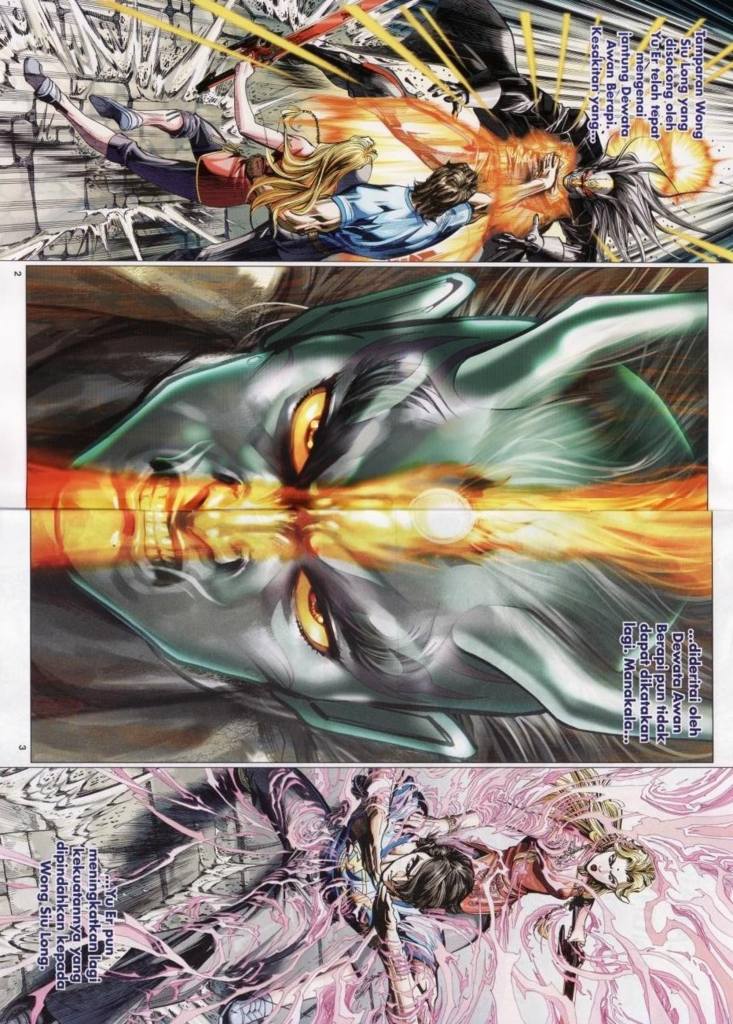 Tamparan Wong
Siu Long yang
disokong oleh
Yu Er telah tepat
mengenai
jantung Dewata
Awan Berapi.
Kesakitan yang...
2
...dideritai oleh
Dewata Awan
Berapi pun tidak
dapat dikatakan
lagi. Manakala...
3
...Yu Er pun
meningkatkan lagi
kekuatannya yang
dipindahkan kepada
Wong Siu Long.